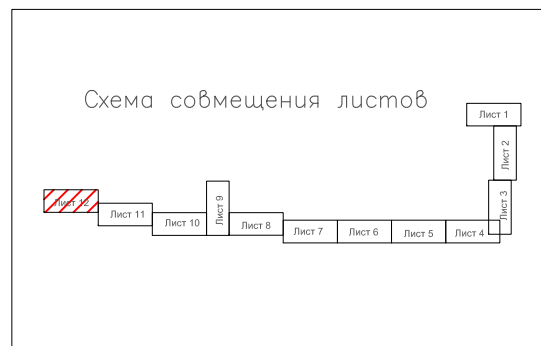 Схема совмещения листов
Лист 1
Лист 2
Лист 3
Лист 4
Лист 5
Лист 6
Лист 7
Лист 8
Лист 9
Лист 10
Лист 11
Лист 12